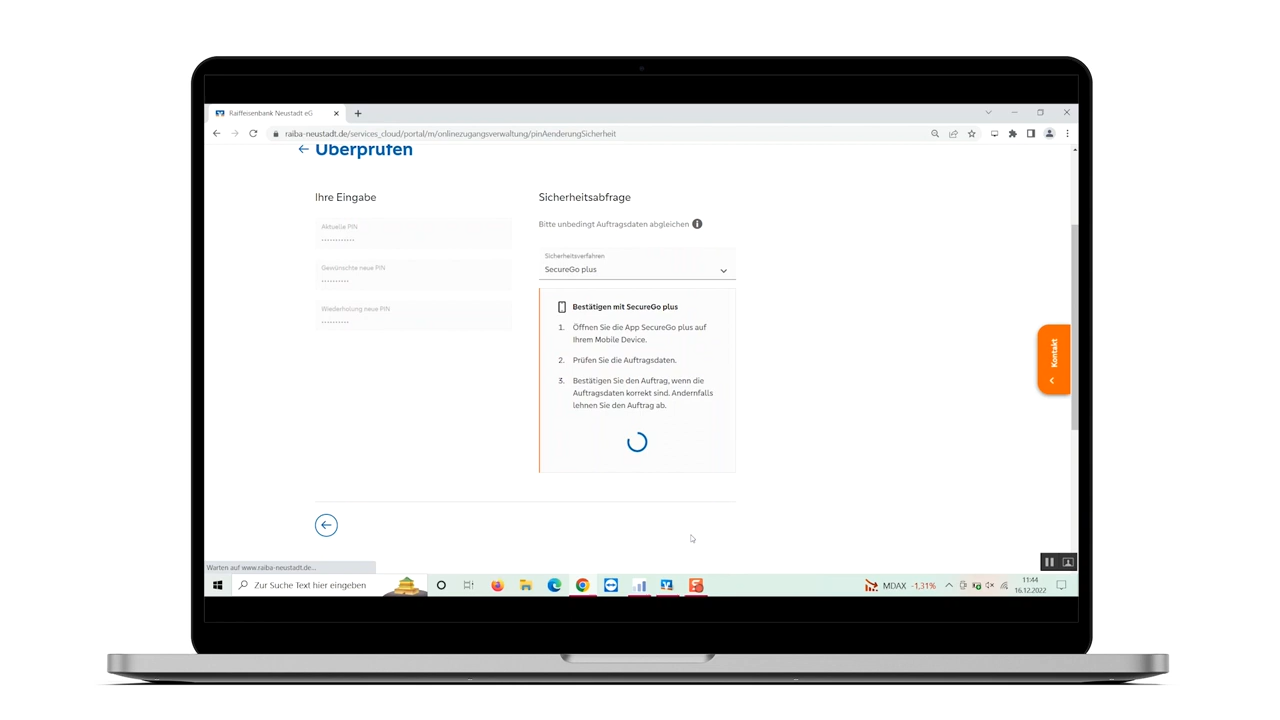 Raiffeisenbank Neustadt eG
raiba-neustadt.de/services_cloud/portal/m/onlinezugangsverwaltung/pinAenderungSicherheit
Überprüfen
Ihre Eingabe
Aktuelle PIN
Gewünschte neue PIN
Wiederholung neue PIN
Sicherheitsabfrage
Bitte unbedingt Auftragsdaten abgleichen
Sicherheitsverfahren
SecureGo plus
Bestätigen mit SecureGo plus
1. Öffnen Sie die App SecureGo plus auf
Ihrem Mobile Device.
2. Prüfen Sie die Auftragsdaten.
3. Bestätigen Sie den Auftrag, wenn die
Auftragsdaten korrekt sind. Andernfalls
lehnen Sie den Auftrag ab.
Kontakt
Warten auf www.raiba-neustadt.de...
Zur Suche Text hier eingeben
MDAX -1,31%
11:44
16.12.2022